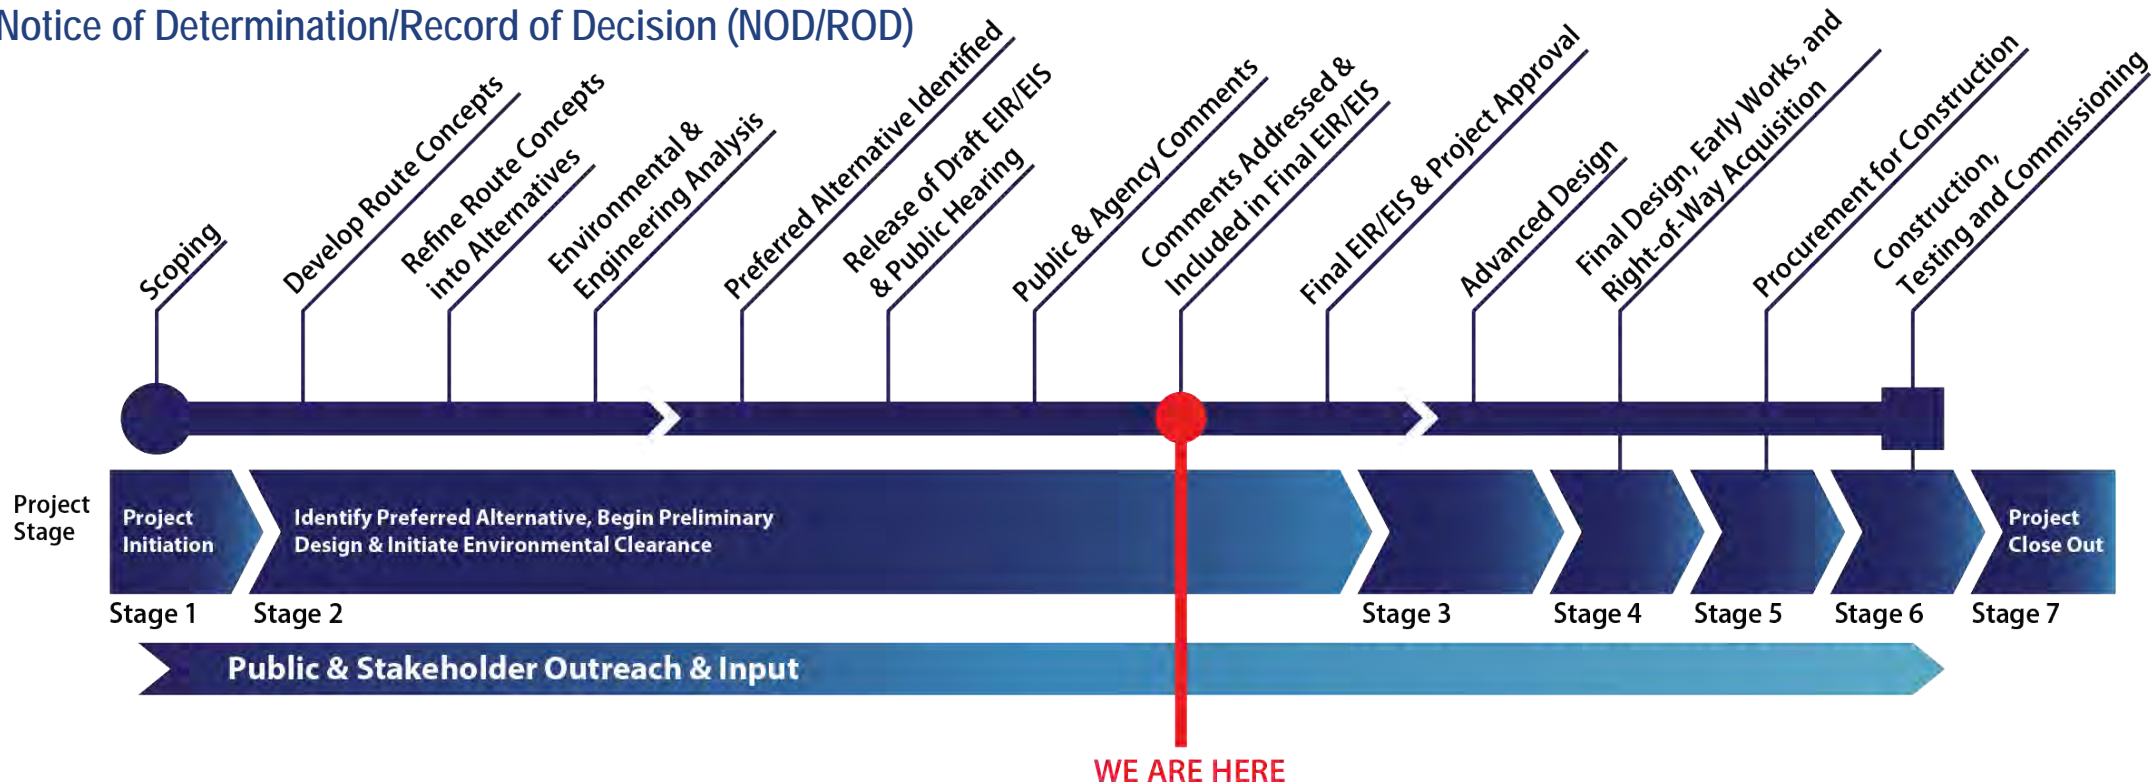 Notice of Determination/Record of Decision (NOD/ROD)
Scoping
Develop Route Concepts
Refine Route Concepts
into Alternatives
Environmental &
Engineering Analysis
Preferred Alternative Identified
Release of Draft EIR/EIS
& Public Hearing
Public & Agency Comments
Comments Addressed &
Included in Final EIR/EIS
Final EIR/EIS & Project Approval
Advanced Design
Final Design, Early Works, and
Right-of-Way Acquisition
Procurement for Construction
Construction,
Testing and Commissioning
Project
Stage
Project
Initiation
Identify Preferred Alternative, Begin Preliminary
Design & Initiate Environmental Clearance
Project
Close Out
Stage 1
Stage 2
Stage 3
Stage 4
Stage 5
Stage 6
Stage 7
Public & Stakeholder Outreach & Input
WE ARE HERE